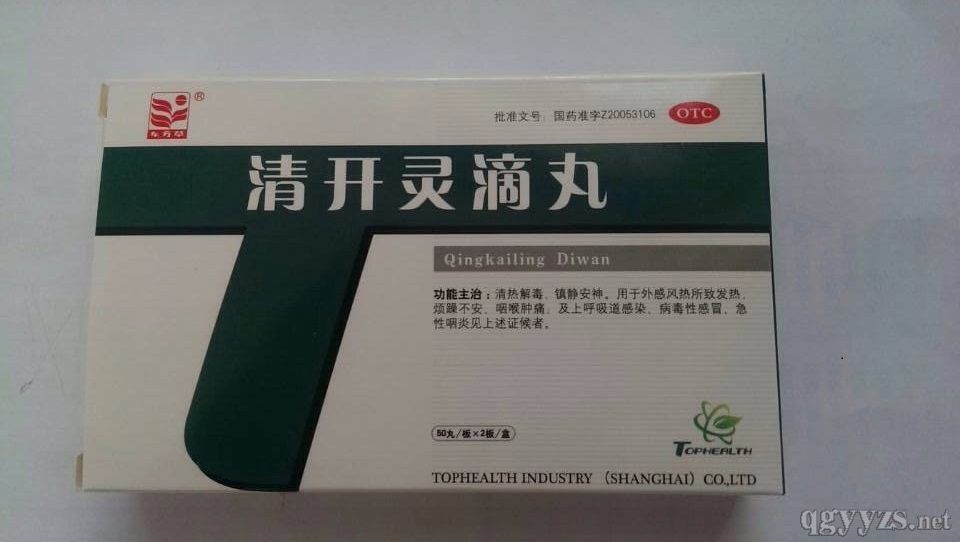 东方草®
批准文号：国药准字Z20053106 OTC
清开灵滴丸
Qingkailing Diwan
功能主治：清热解毒、镇静安神。用于外感风热所致发热，
烦躁不安、咽喉肿痛；及上呼吸道感染、病毒性感冒、急
性咽炎见上述证候者。
50丸/板×2板/盒
TOPHEALTH
TOPHEALTH INDUSTRY （SHANGHAI）CO.,LTD
qgyyzs.net